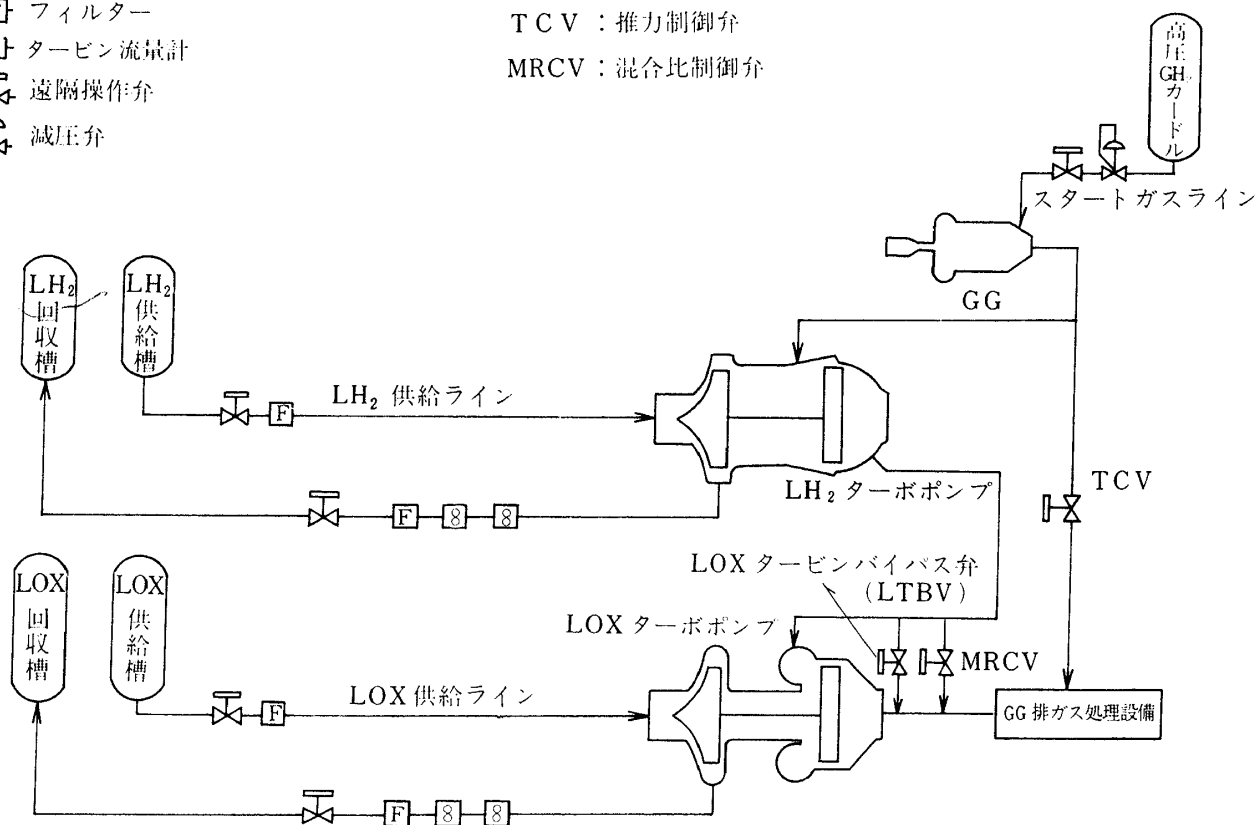 フィルター
タービン流量計
遠隔操作弁
減圧弁
TCV：推力制御弁
MRCV：混合比制御弁
高圧GH₂カードル
スタートガスライン
GG
LH₂回収槽
LH₂供給槽
F
LH₂供給ライン
LH₂ターボポンプ
TCV
F
8
8
LOXタービンバイパス弁
(LTBV)
LOX回収槽
LOX供給槽
LOXターボポンプ
MRCV
F
LOX供給ライン
GG排ガス処理設備
F
8
8